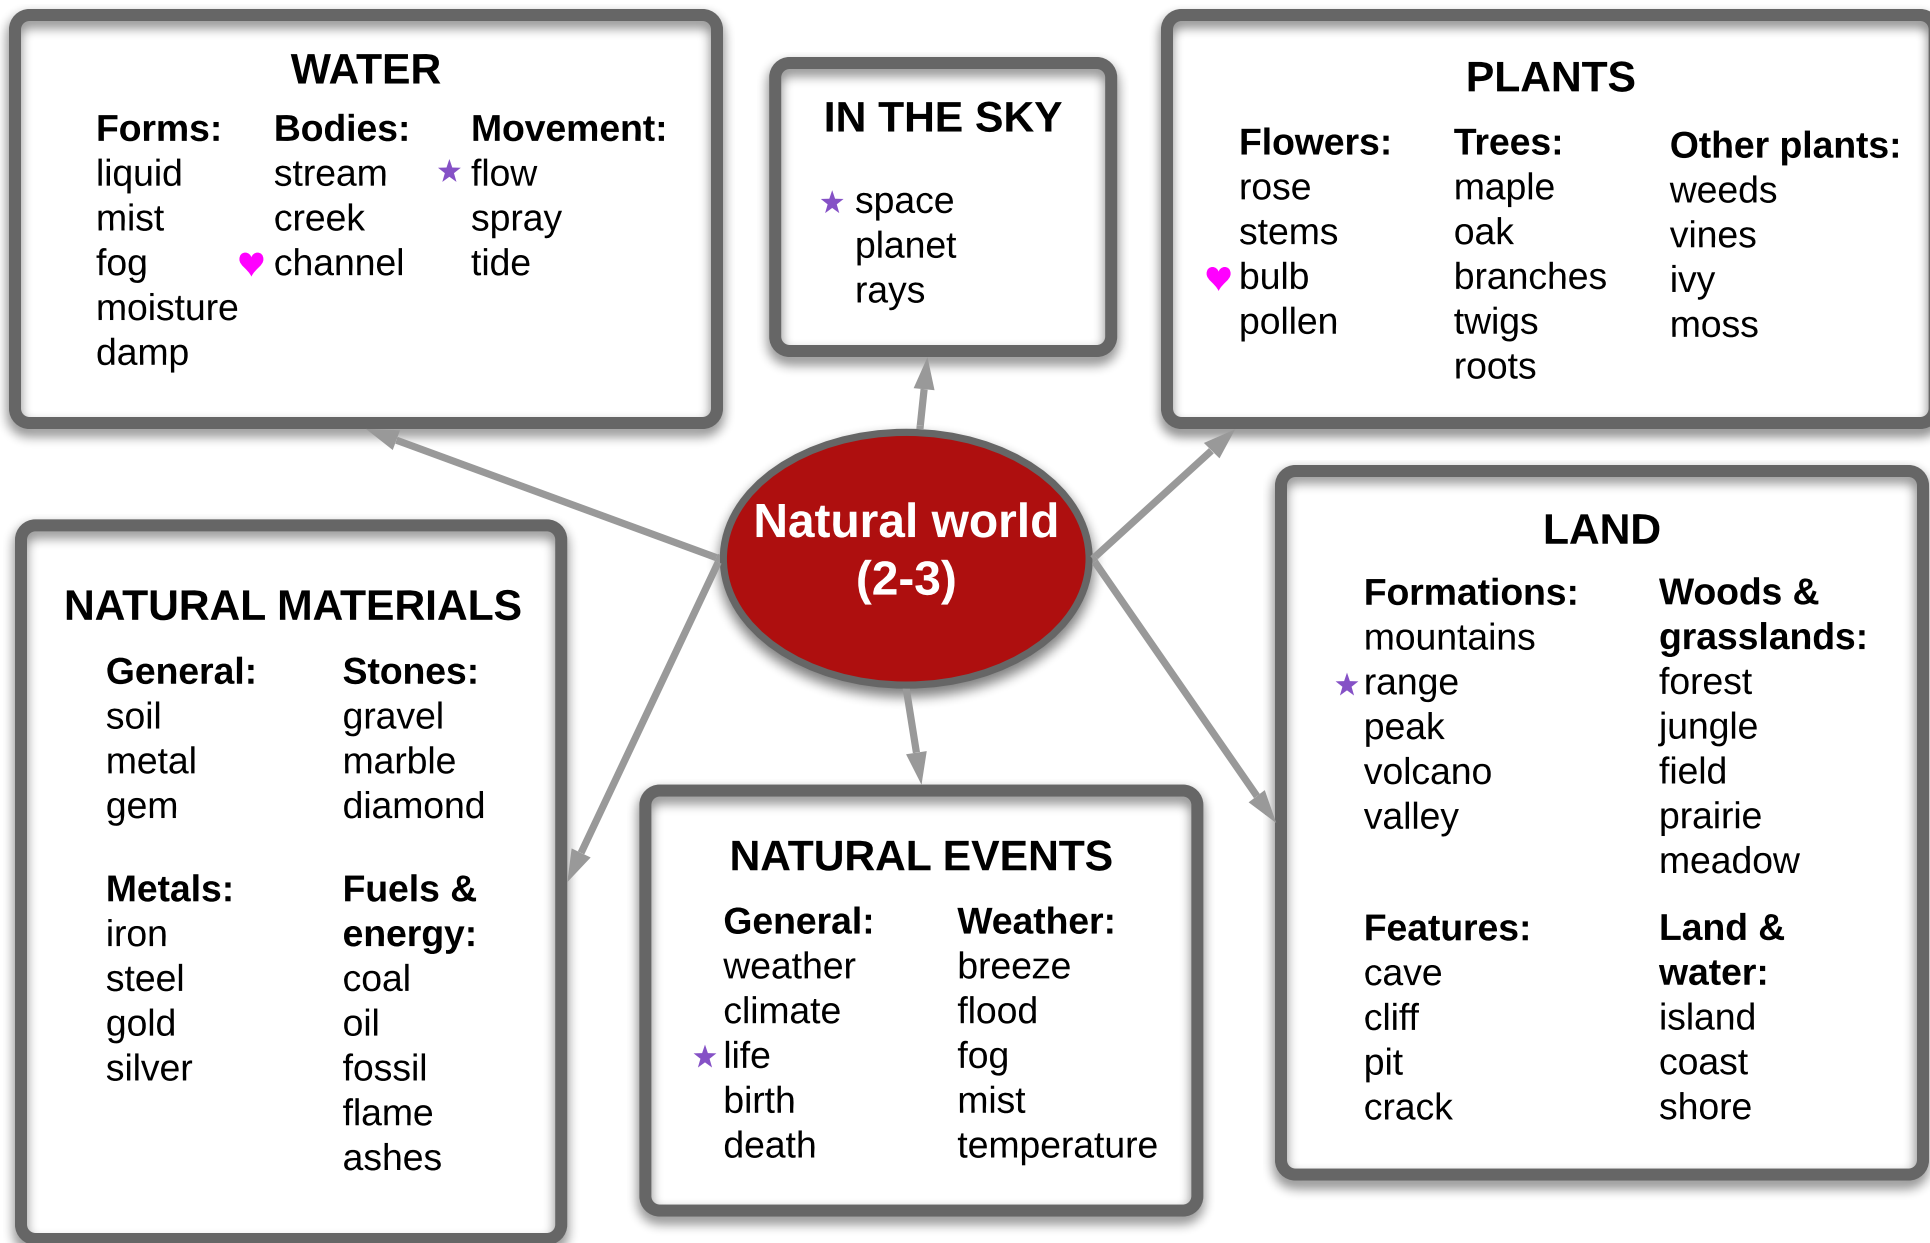 WATER
Forms:
liquid
mist
fog
moisture
damp
Bodies:
stream
creek
channel
Movement:
flow
spray
tide
IN THE SKY
space
planet
rays
PLANTS
Flowers:
rose
stems
bulb
pollen
Trees:
maple
oak
branches
twigs
roots
Other plants:
weeds
vines
ivy
moss
Natural world
(2-3)
NATURAL MATERIALS
General:
soil
metal
gem
Stones:
gravel
marble
diamond
Metals:
iron
steel
gold
silver
Fuels &
energy:
coal
oil
fossil
flame
ashes
NATURAL EVENTS
General:
weather
climate
life
birth
death
Weather:
breeze
flood
fog
mist
temperature
LAND
Formations:
mountains
range
peak
volcano
valley
Woods &
grasslands:
forest
jungle
field
prairie
meadow
Features:
cave
cliff
pit
crack
Land &
water:
island
coast
shore